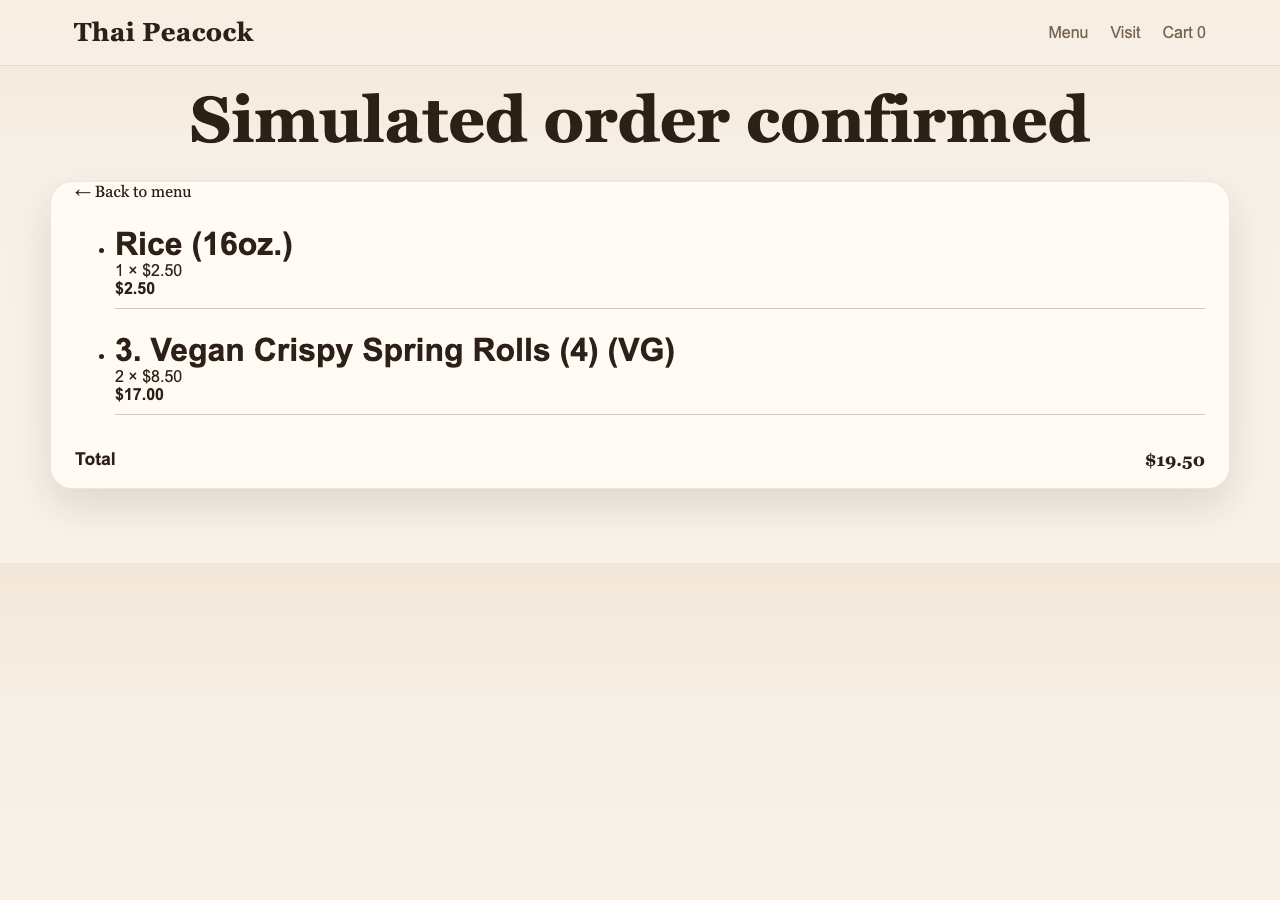 Thai Peacock
Menu Visit Cart 0
Simulated order confirmed
← Back to menu
• Rice (16oz.)
1 × $2.50
$2.50
• 3. Vegan Crispy Spring Rolls (4) (VG)
2 × $8.50
$17.00
Total $19.50